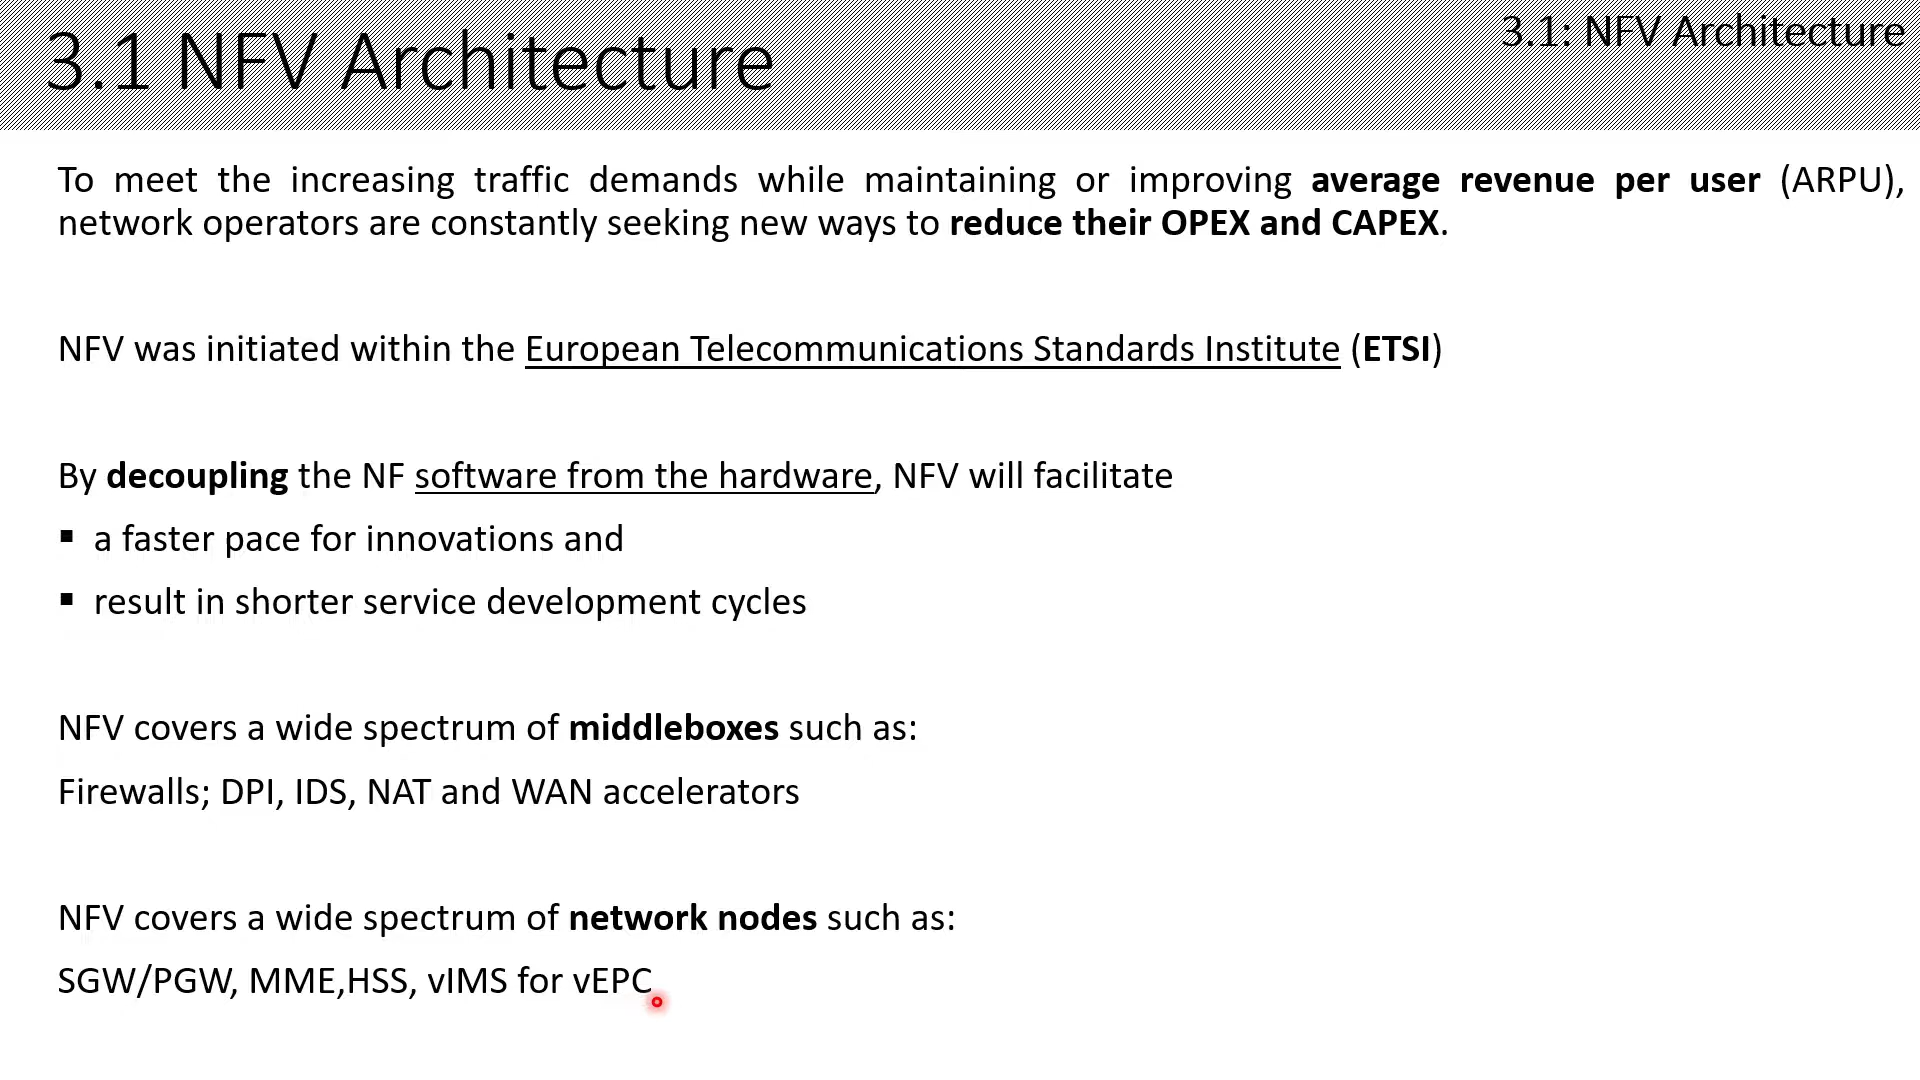 3.1 NFV Architecture
3.1: NFV Architecture
To meet the increasing traffic demands while maintaining or improving average revenue per user (ARPU),
network operators are constantly seeking new ways to reduce their OPEX and CAPEX.
NFV was initiated within the European Telecommunications Standards Institute (ETSI)
By decoupling the NF software from the hardware, NFV will facilitate
▪ a faster pace for innovations and
▪ result in shorter service development cycles
NFV covers a wide spectrum of middleboxes such as:
Firewalls; DPI, IDS, NAT and WAN accelerators
NFV covers a wide spectrum of network nodes such as:
SGW/PGW, MME,HSS, vIMS for vEPC